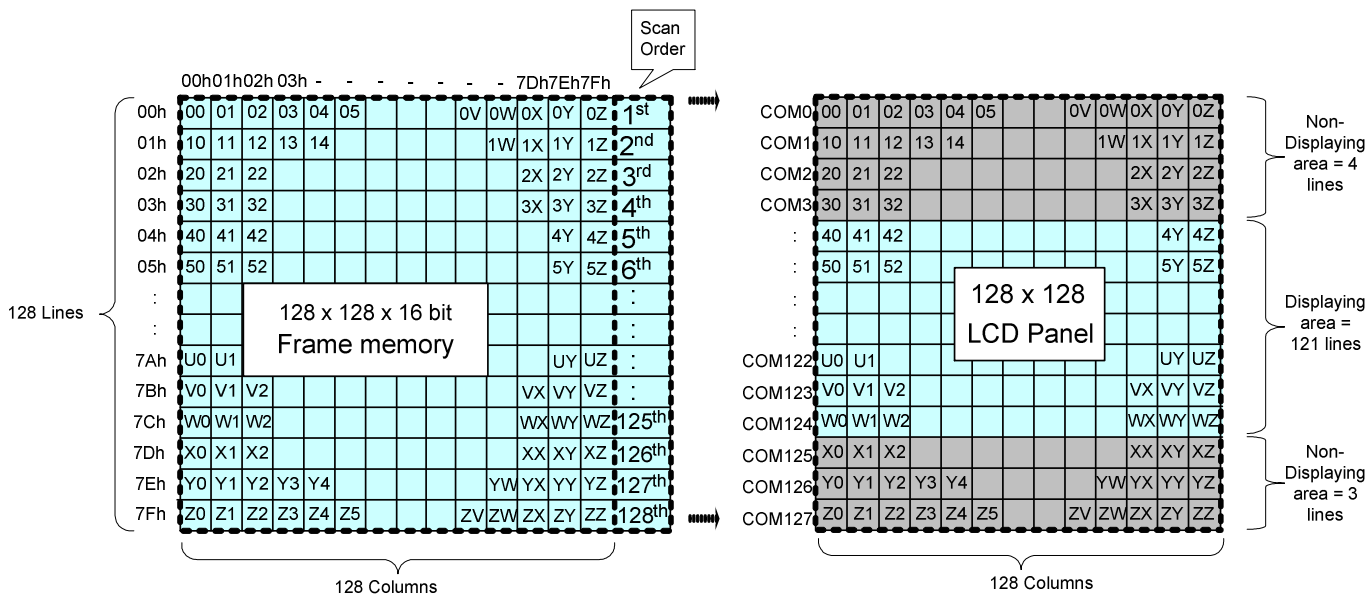 Scan
Order
00h 01h 02h 03h - - - - - - - 7Dh 7Eh 7Fh
00h 00 01 02 03 04 05 0V 0W 0X 0Y 0Z 1st
01h 10 11 12 13 14 1W 1X 1Y 1Z 2nd
02h 20 21 22 2X 2Y 2Z 3rd
03h 30 31 32 3X 3Y 3Z 4th
04h 40 41 42 4Y 4Z 5th
05h 50 51 52 5Y 5Z 6th
: :
: :
7Ah U0 U1 UY UZ :
7Bh V0 V1 V2 VX VY VZ :
7Ch W0 W1 W2 WX WY WZ 125th
7Dh X0 X1 X2 XX XY XZ 126th
7Eh Y0 Y1 Y2 Y3 Y4 YW YX YY YZ 127th
7Fh Z0 Z1 Z2 Z3 Z4 Z5 ZV ZW ZX ZY ZZ 128th
128 Lines
128 x 128 x 16 bit
Frame memory
128 Columns
COM0 00 01 02 03 04 05 0V 0W 0X 0Y 0Z
COM1 10 11 12 13 14 1W 1X 1Y 1Z
COM2 20 21 22 2X 2Y 2Z
COM3 30 31 32 3X 3Y 3Z
: 40 41 42 4Y 4Z
: 50 51 52 5Y 5Z
:
:
COM122 U0 U1 UY UZ
COM123 V0 V1 V2 VX VY VZ
COM124 W0 W1 W2 WX WY WZ
COM125 X0 X1 X2 XX XY XZ
COM126 Y0 Y1 Y2 Y3 Y4 YW YX YY YZ
COM127 Z0 Z1 Z2 Z3 Z4 Z5 ZV ZW ZX ZY ZZ
128 x 128
LCD Panel
128 Columns
Non-
Displaying
area = 4
lines
Displaying
area =
121 lines
Non-
Displaying
area = 3
lines